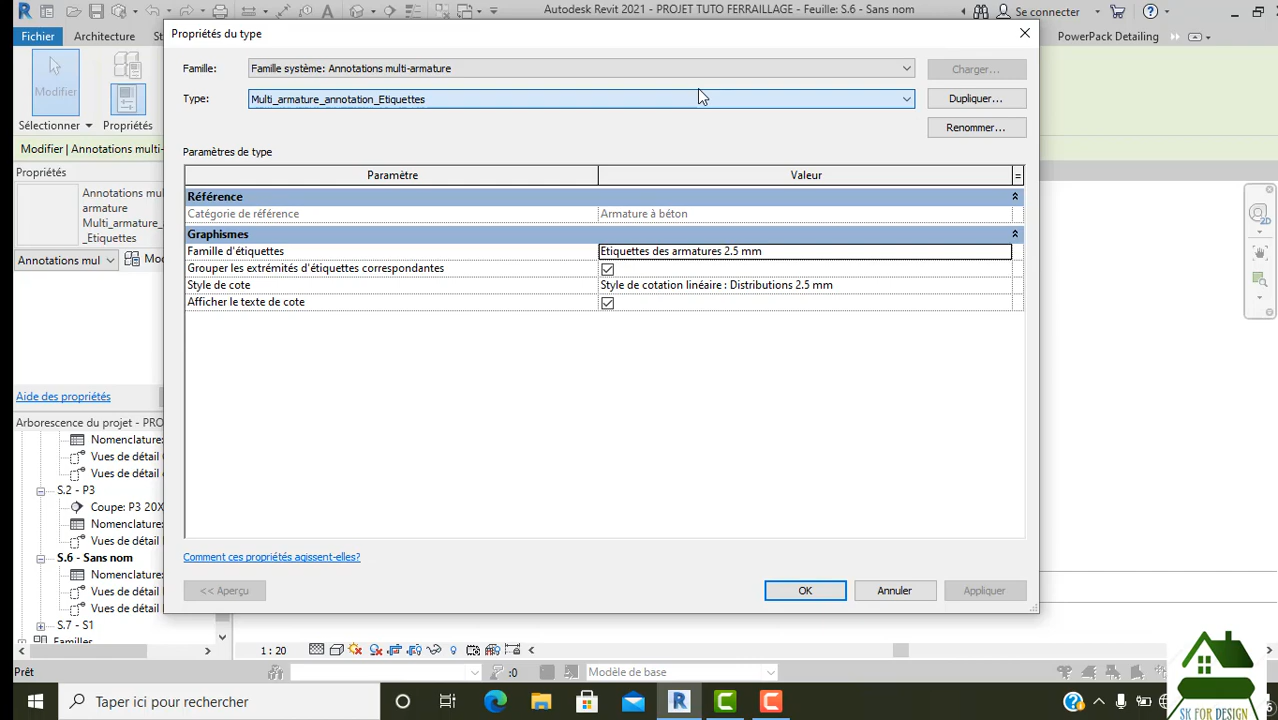 Autodesk Revit 2021 - PROJET TUTO FERRAILLAGE - Feuille: S.6 - Sans nom
Se connecter
Fichier
Architecture
St
PowerPack Detailing
Modifier
Sélectionner
Propriétés
Modifier | Annotations multi-
Propriétés
Annotations mul
armature
Multi_armature_
_Etiquettes
Annotations mul
Mo
Aide des propriétés
Arborescence du projet - PRO
Nomenclature:
Vues de détail
Vues de détail
S.2 - P3
Coupe: P3 20X
Nomenclature:
Vues de détail
S.6 - Sans nom
Nomenclature:
Vues de détail
Vues de détail
S.7 - S1
Familles
Propriétés du type
Famille:
Famille système: Annotations multi-armature
Charger...
Type:
Multi_armature_annotation_Etiquettes
Dupliquer...
Renommer...
Paramètres de type
Paramètre
Valeur
=
Référence
Catégorie de référence
Armature à béton
Graphismes
Famille d'étiquettes
Etiquettes des armatures 2.5 mm
Grouper les extrémités d'étiquettes correspondantes
Style de cote
Style de cotation linéaire : Distributions 2.5 mm
Afficher le texte de cote
Comment ces propriétés agissent-elles?
<< Aperçu
OK
Annuler
Appliquer
1 : 20
Prêt
:0
Modèle de base
Taper ici pour rechercher
SK FOR DESIGN